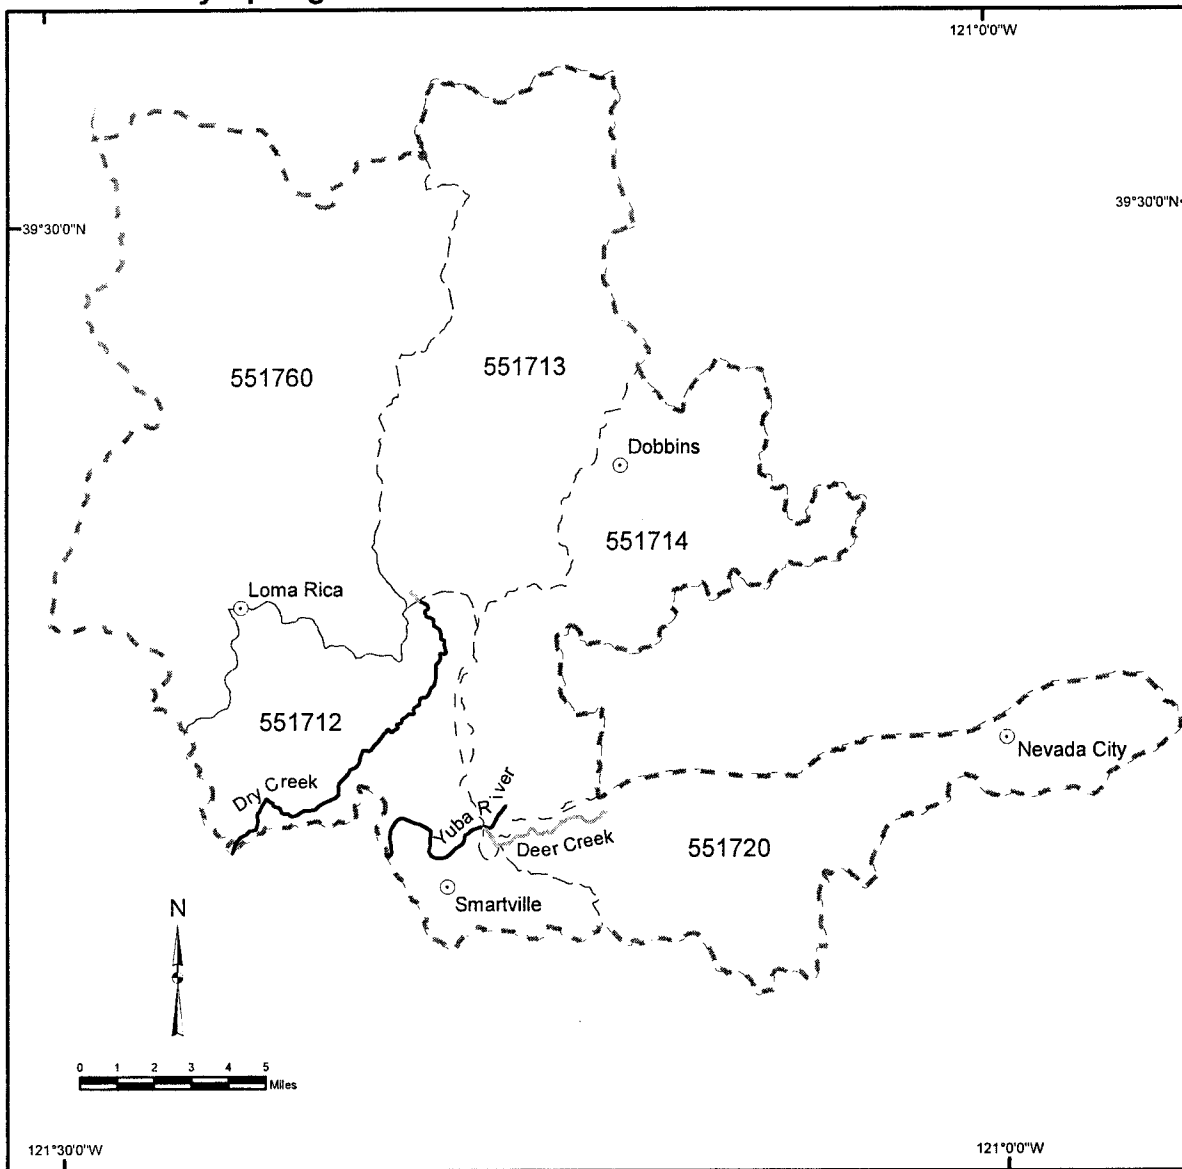 121°0'0"W
39°30'0"N
39°30'0"N
551760
551713
Dobbins
551714
Loma Rica
551712
Nevada City
Dry Creek
Yuba River
Deer Creek
551720
Smartville
N
0 1 2 3 4 5
Miles
121°30'0"W
121°0'0"W